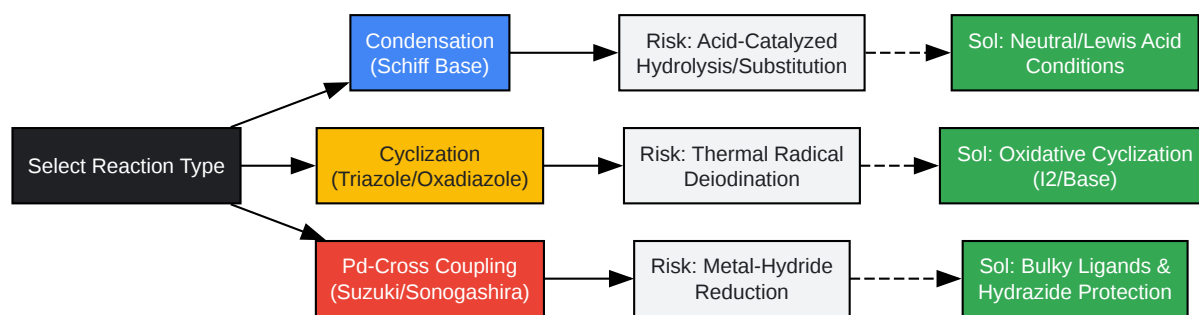 Select Reaction Type
Condensation
(Schiff Base)
Risk: Acid-Catalyzed
Hydrolysis/Substitution
Sol: Neutral/Lewis Acid
Conditions
Cyclization
(Triazole/Oxadiazole)
Risk: Thermal Radical
Deiodination
Sol: Oxidative Cyclization
(I2/Base)
Pd-Cross Coupling
(Suzuki/Sonogashira)
Risk: Metal-Hydride
Reduction
Sol: Bulky Ligands &
Hydrazide Protection